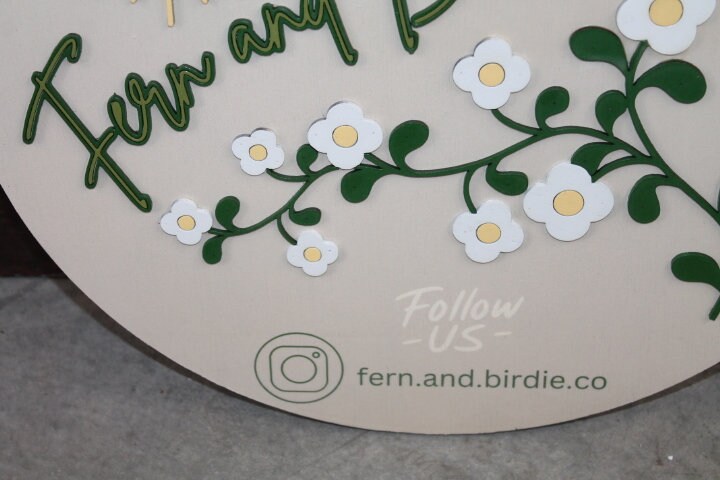 Fern and
Follow
- US -
fern.and.birdie.co